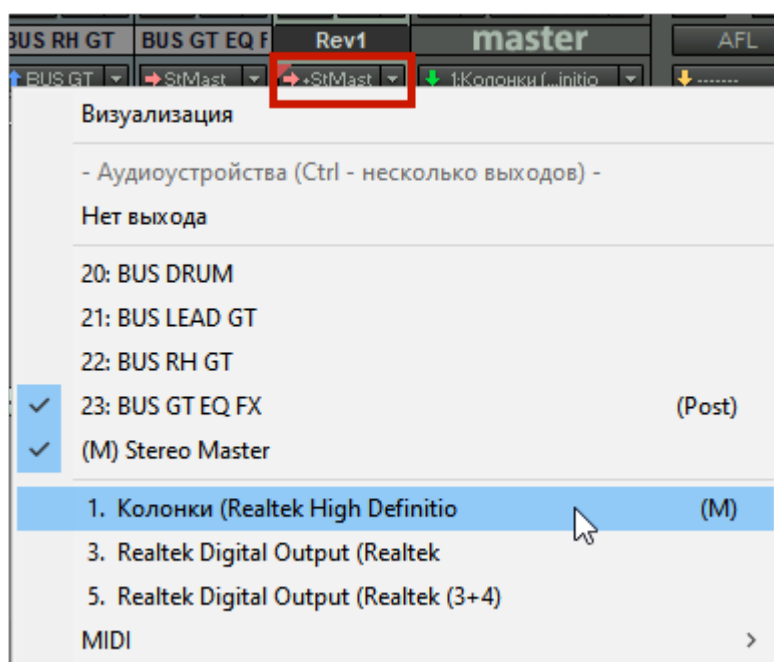 BUS RH GT BUS GT EQ F Rev1 master AFL
BUS GT StMast +StMast 1:Колонки (...initio -------
Визуализация
- Аудиоустройства (Ctrl - несколько выходов) -
Нет выхода
20: BUS DRUM
21: BUS LEAD GT
22: BUS RH GT
23: BUS GT EQ FX (Post)
(M) Stereo Master
1. Колонки (Realtek High Definitio (M)
3. Realtek Digital Output (Realtek
5. Realtek Digital Output (Realtek (3+4)
MIDI